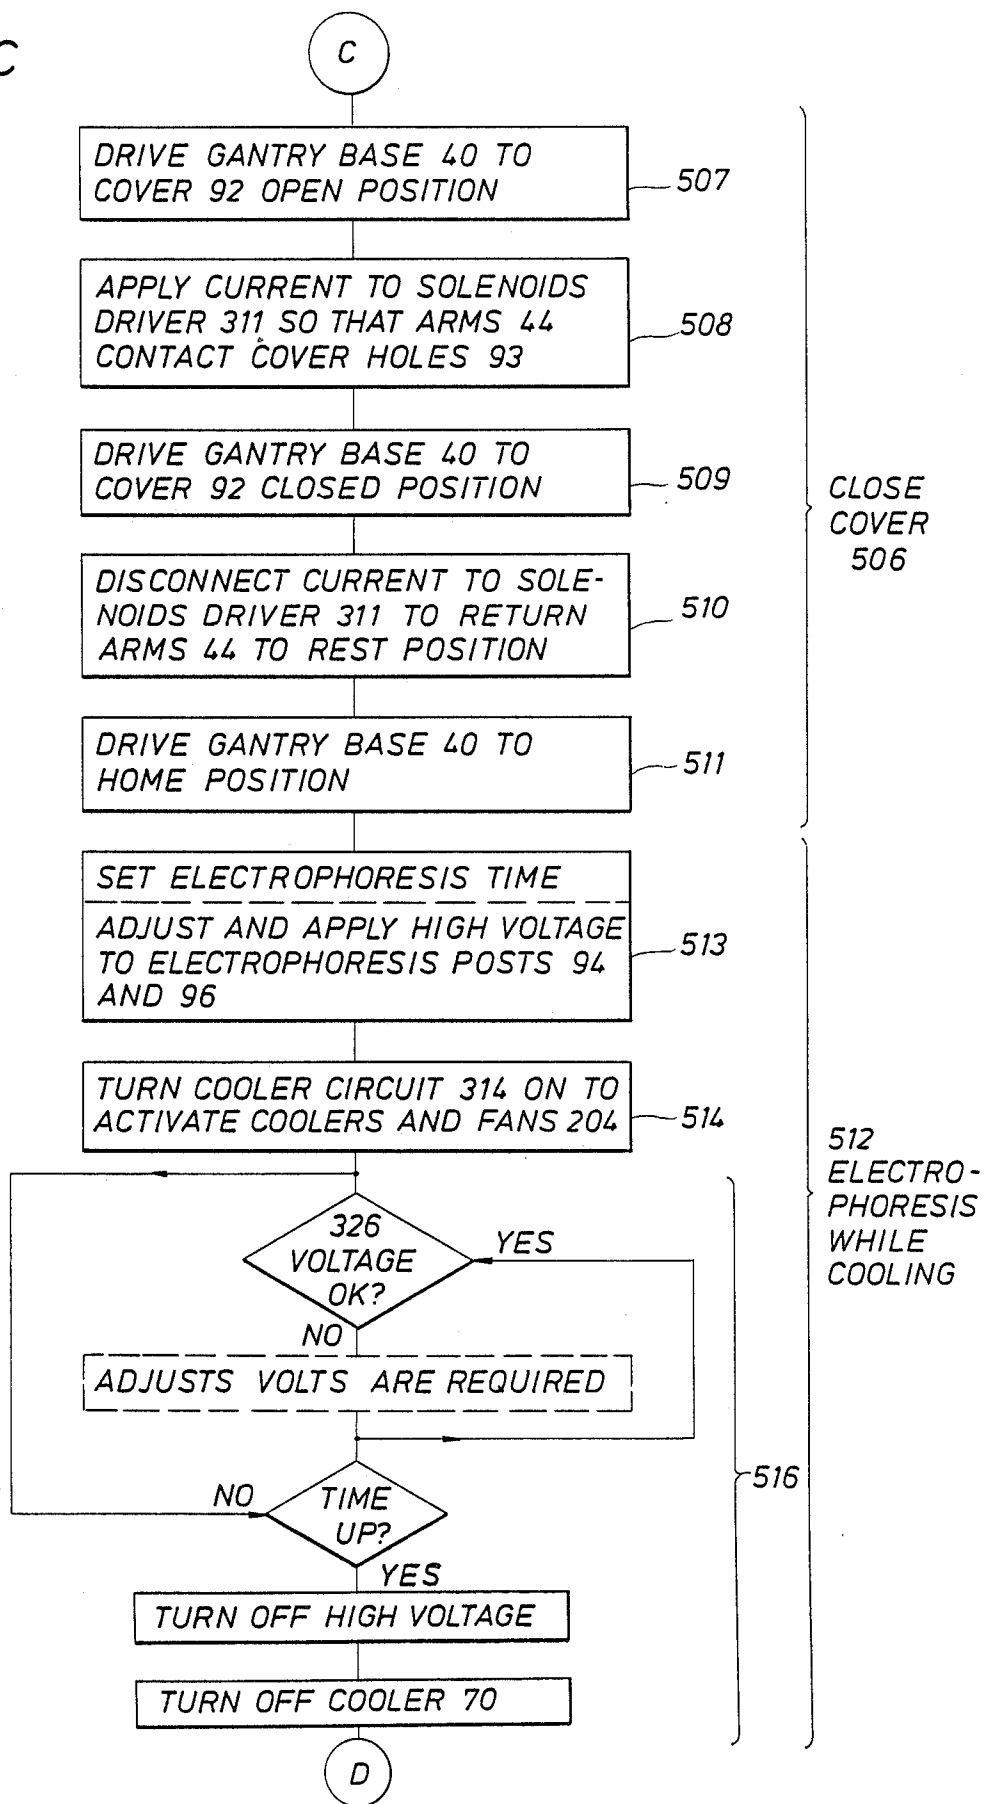 C
C
DRIVE GANTRY BASE 40 TO
COVER 92 OPEN POSITION
507
APPLY CURRENT TO SOLENOIDS
DRIVER 311 SO THAT ARMS 44
CONTACT COVER HOLES 93
508
DRIVE GANTRY BASE 40 TO
COVER 92 CLOSED POSITION
509
CLOSE
COVER
506
DISCONNECT CURRENT TO SOLE-
NOIDS DRIVER 311 TO RETURN
ARMS 44 TO REST POSITION
510
DRIVE GANTRY BASE 40 TO
HOME POSITION
511
SET ELECTROPHORESIS TIME
ADJUST AND APPLY HIGH VOLTAGE
TO ELECTROPHORESIS POSTS 94
AND 96
513
TURN COOLER CIRCUIT 314 ON TO
ACTIVATE COOLERS AND FANS 204
514
512
ELECTRO-
PHORESIS
WHILE
COOLING
326
VOLTAGE
OK?
YES
NO
ADJUSTS VOLTS ARE REQUIRED
516
NO
TIME
UP?
YES
TURN OFF HIGH VOLTAGE
TURN OFF COOLER 70
D